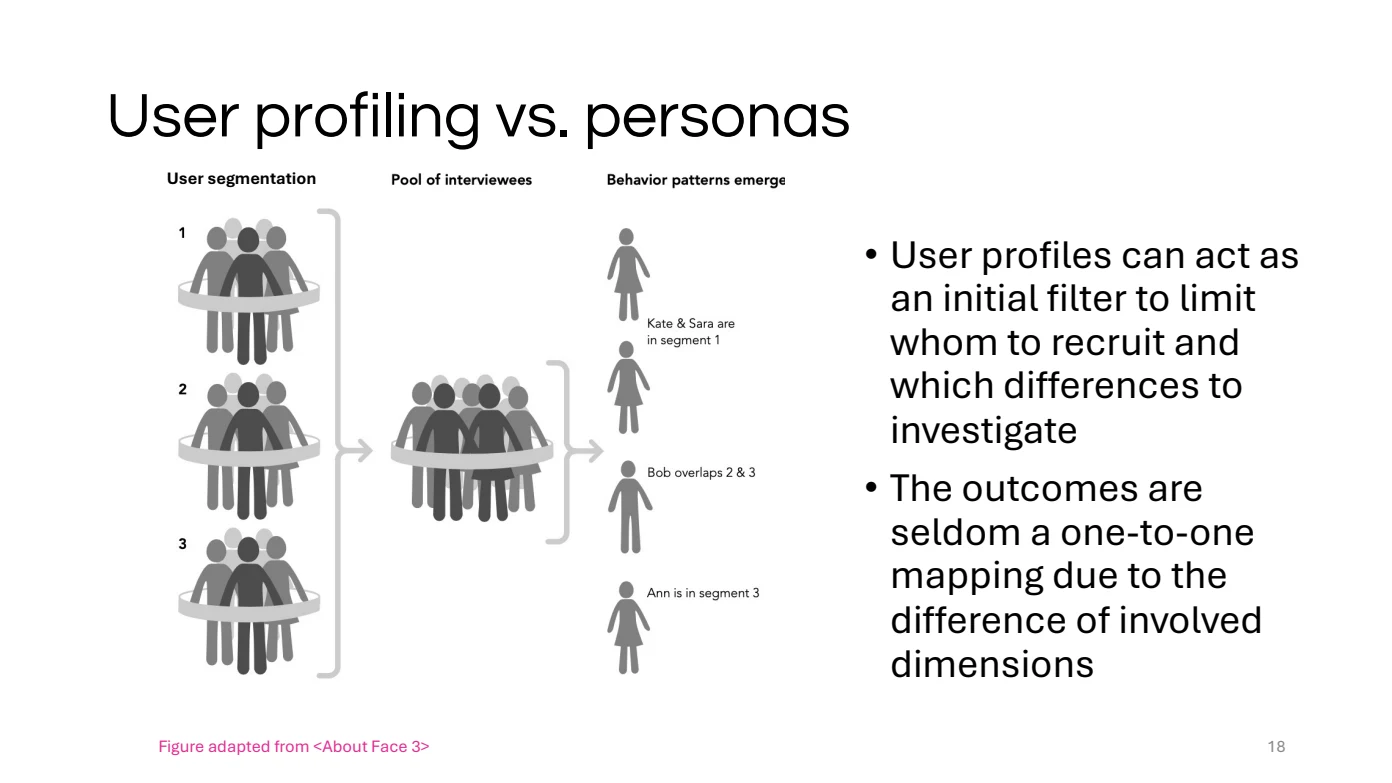 User profiling vs. personas
User segmentation
Pool of interviewees
Behavior patterns emerge
1
2
3
Kate & Sara are
in segment 1
Bob overlaps 2 & 3
Ann is in segment 3
• User profiles can act as
an initial filter to limit
whom to recruit and
which differences to
investigate
• The outcomes are
seldom a one-to-one
mapping due to the
difference of involved
dimensions
Figure adapted from <About Face 3>
18